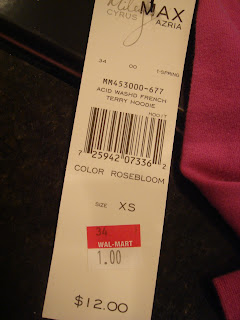 Miley MAX
CYRUS AZRIA
34 00 1-SPRING
MM453000-677
ACID WASHD FRENCH
TERRY HOODIE
7 25942 07336 2
COLOR ROSEBLOOM
SIZE XS
34
WAL-MART
1.00
$12.00